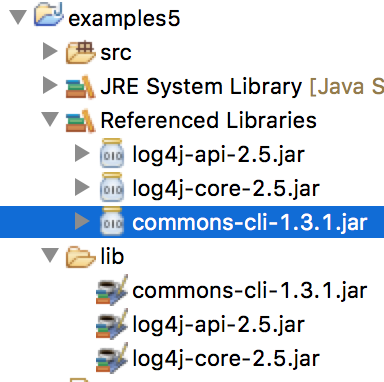 examples5
src
JRE System Library [Java S
Referenced Libraries
log4j-api-2.5.jar
log4j-core-2.5.jar
commons-cli-1.3.1.jar
lib
commons-cli-1.3.1.jar
log4j-api-2.5.jar
log4j-core-2.5.jar